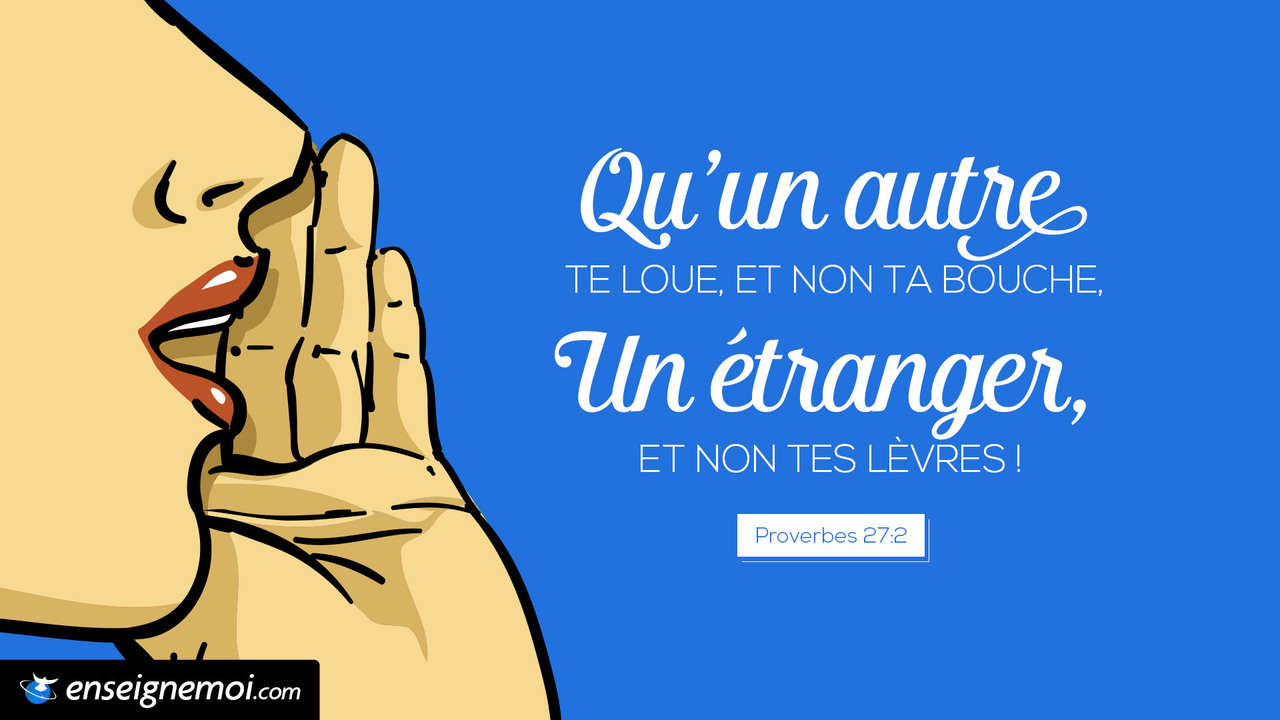 Qu'un autre
TE LOUE, ET NON TA BOUCHE,
Un étranger,
ET NON TES LÈVRES !
Proverbes 27:2
enseignemoi.com